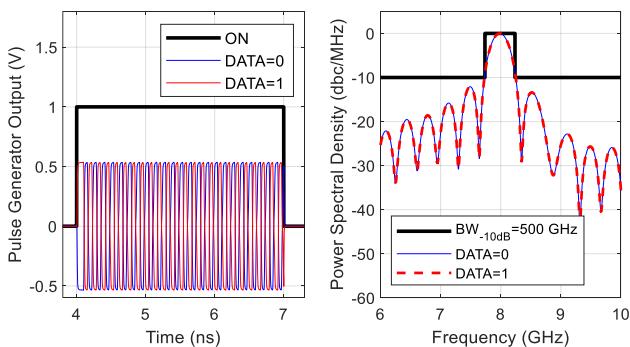 Pulse Generator Output (V)
1.5
1
0.5
0
-0.5
4
5
6
7
Time (ns)
ON
DATA=0
DATA=1
Power Spectral Density (dbc/MHz)
0
-10
-20
-30
-40
-50
-60
6
7
8
9
10
Frequency (GHz)
BW-10dB=500 GHz
DATA=0
DATA=1